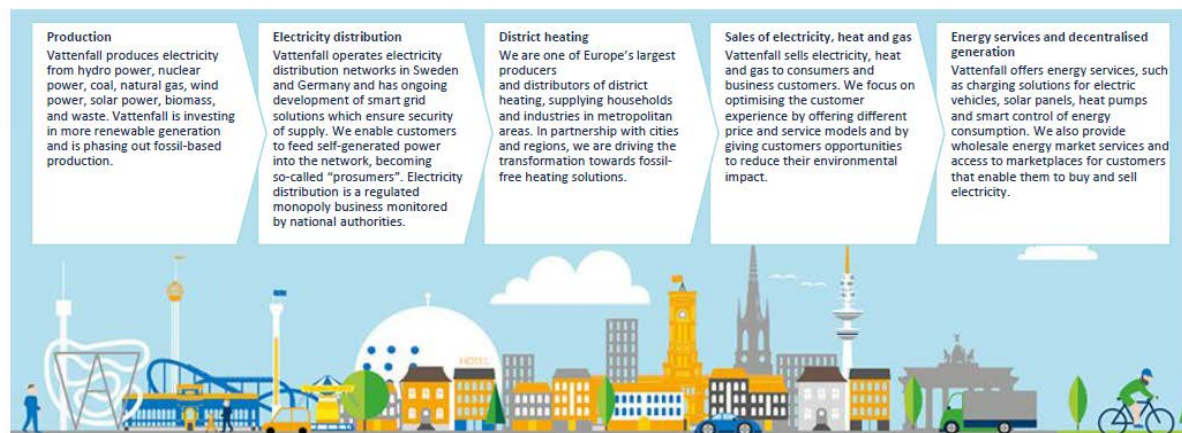 Production
Vattenfall produces electricity
from hydro power, nuclear
power, coal, natural gas, wind
power, solar power, biomass,
and waste. Vattenfall is investing
in more renewable generation
and is phasing out fossil-based
production.
Electricity distribution
Vattenfall operates electricity
distribution networks in Sweden
and Germany and has ongoing
development of smart grid
solutions which ensure security
of supply. We enable customers
to feed self-generated power
into the network, becoming
so-called “prosumers”. Electricity
distribution is a regulated
monopoly business monitored
by national authorities.
District heating
We are one of Europe’s largest
producers
and distributors of district
heating, supplying households
and industries in metropolitan
areas. In partnership with cities
and regions, we are driving the
transformation towards fossil-
free heating solutions.
Sales of electricity, heat and gas
Vattenfall sells electricity, heat
and gas to consumers and
business customers. We focus on
optimising the customer
experience by offering different
price and service models and by
giving customers opportunities
to reduce their environmental
impact.
Energy services and decentralised
generation
Vattenfall offers energy services, such
as charging solutions for electric
vehicles, solar panels, heat pumps
and smart control of energy
consumption. We also provide
wholesale energy market services and
access to marketplaces for customers
that enable them to buy and sell
electricity.
HOTEL